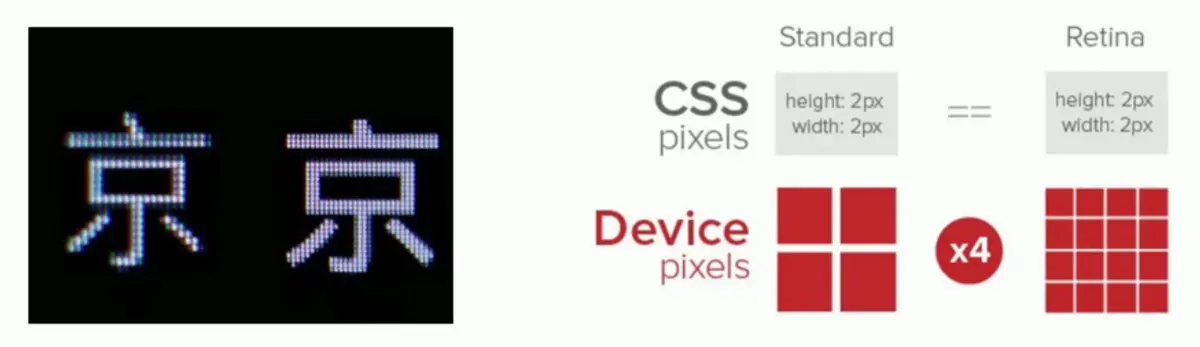 京 京
Standard
Retina
CSS
pixels
height: 2px
width: 2px
==
height: 2px
width: 2px
Device
pixels
x4